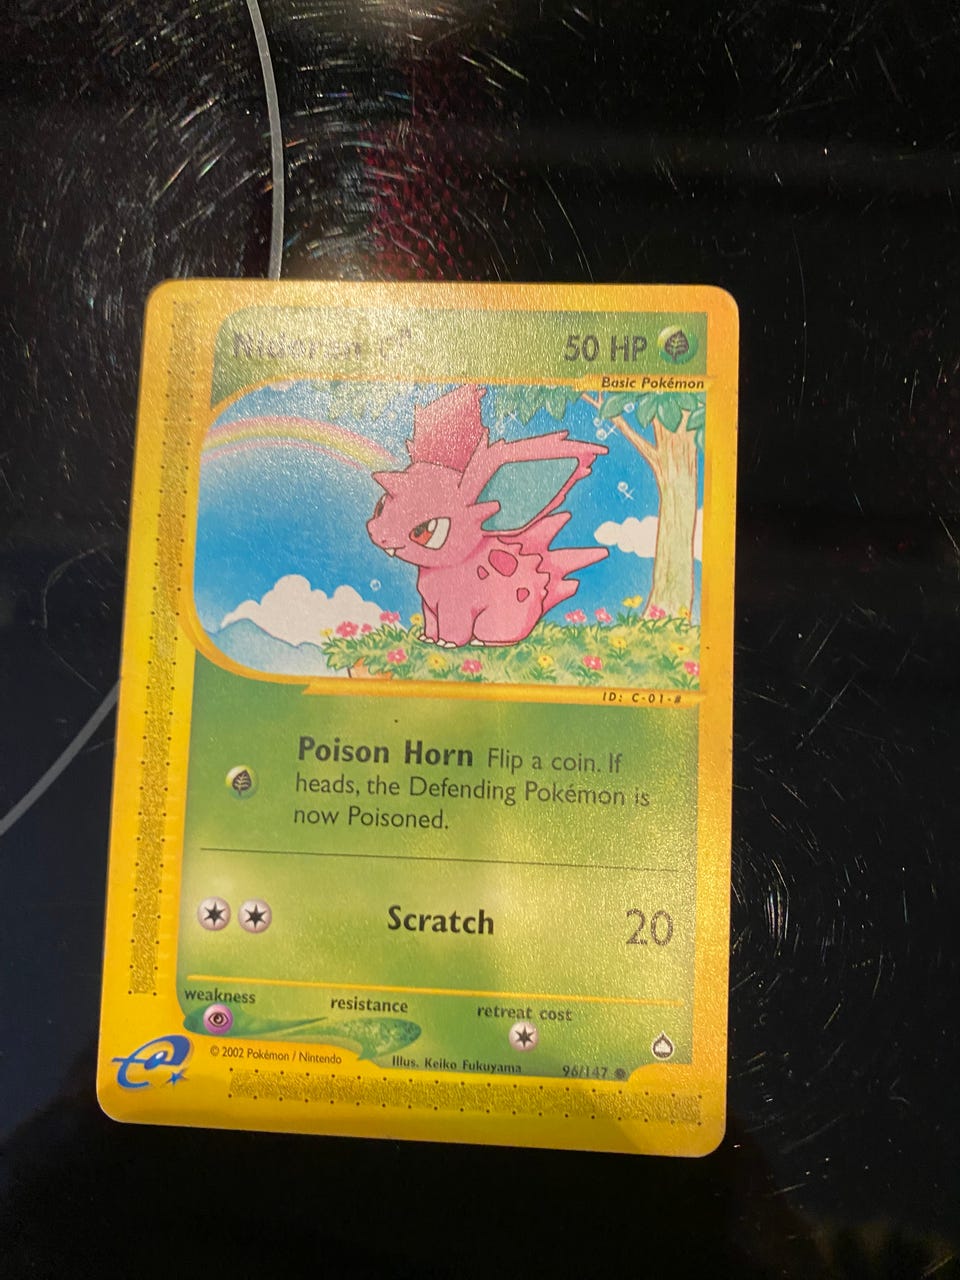 Nidoran ♂ 50 HP
Basic Pokémon
ID: C-01-#
Poison Horn Flip a coin. If
heads, the Defending Pokémon is
now Poisoned.
Scratch 20
weakness resistance retreat cost
e
© 2002 Pokémon / Nintendo Illus. Keiko Fukuyama 96/147